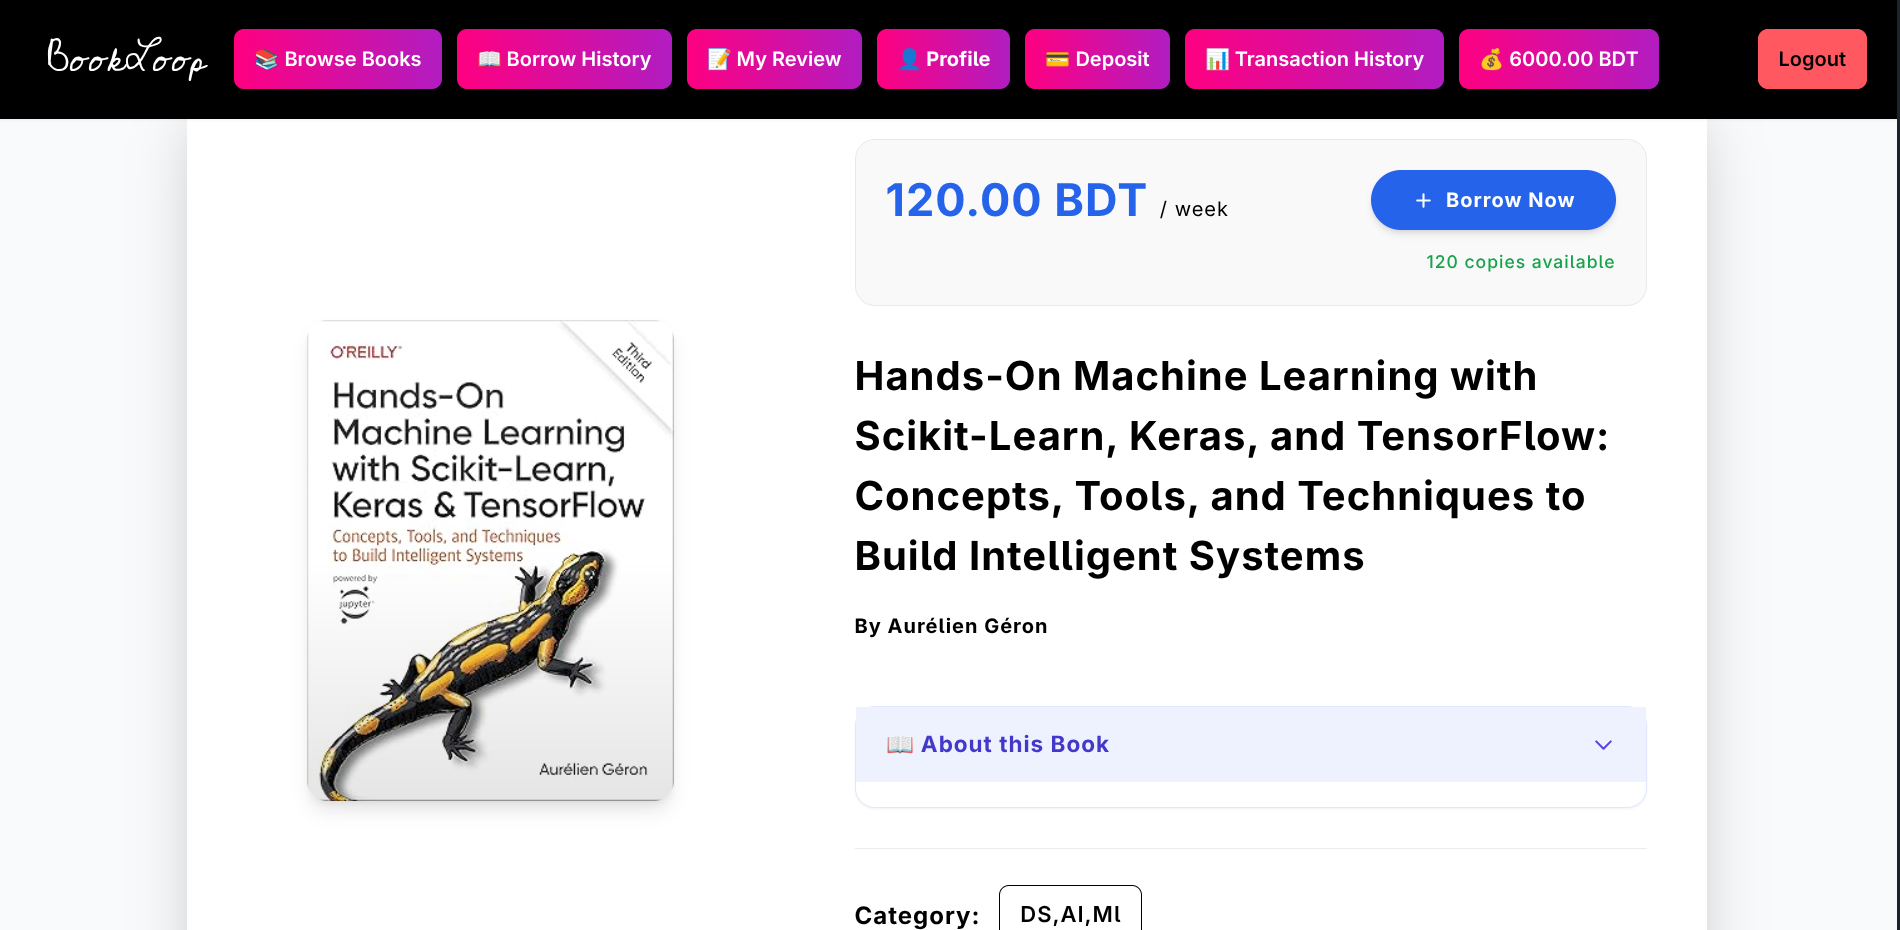 BookLoop
📚 Browse Books
📖 Borrow History
📝 My Review
👤 Profile
💳 Deposit
📊 Transaction History
💰 6000.00 BDT
Logout
120.00 BDT / week
+ Borrow Now
120 copies available
O'REILLY™
Third
Edition
Hands-On
Machine Learning
with Scikit-Learn,
Keras & TensorFlow
Concepts, Tools, and Techniques
to Build Intelligent Systems
powered by
jupyter
Aurélien Géron
Hands-On Machine Learning with
Scikit-Learn, Keras, and TensorFlow:
Concepts, Tools, and Techniques to
Build Intelligent Systems
By Aurélien Géron
📖 About this Book
Category: DS,AI,Ml